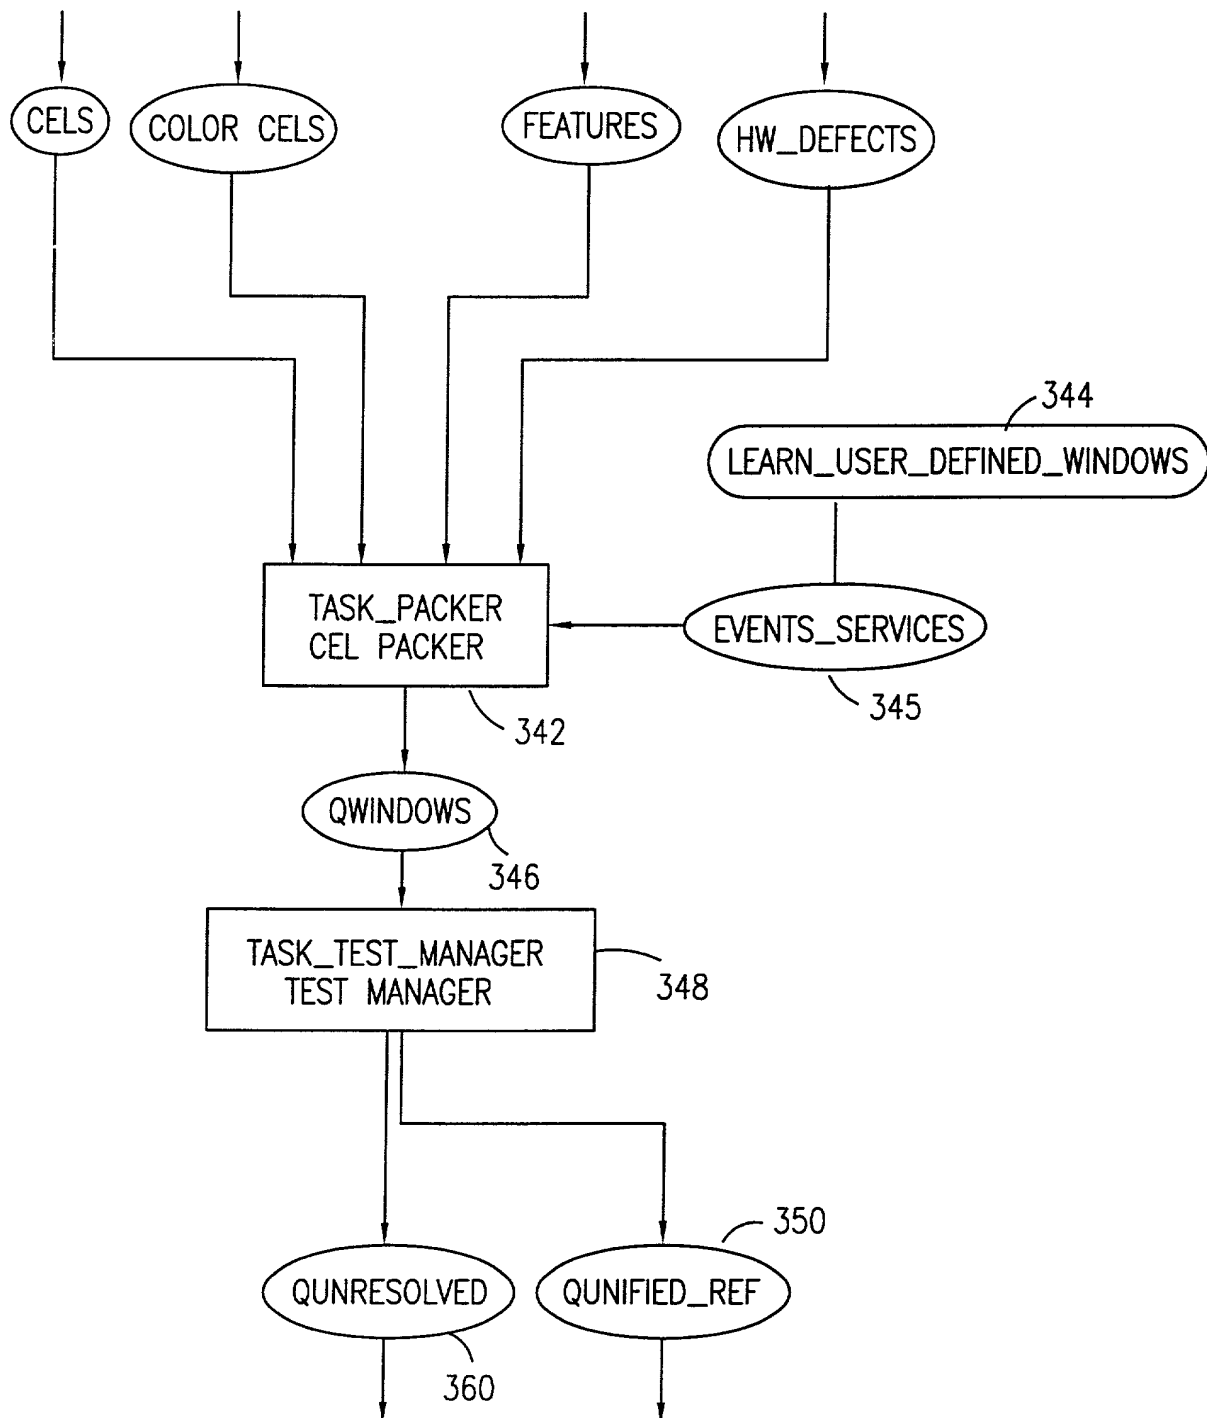 CELS
COLOR CELS
FEATURES
HW_DEFECTS
344
LEARN_USER_DEFINED_WINDOWS
TASK_PACKER
CEL PACKER
EVENTS_SERVICES
345
342
QWINDOWS
346
TASK_TEST_MANAGER
TEST MANAGER
348
350
QUNRESOLVED
QUNIFIED_REF
360